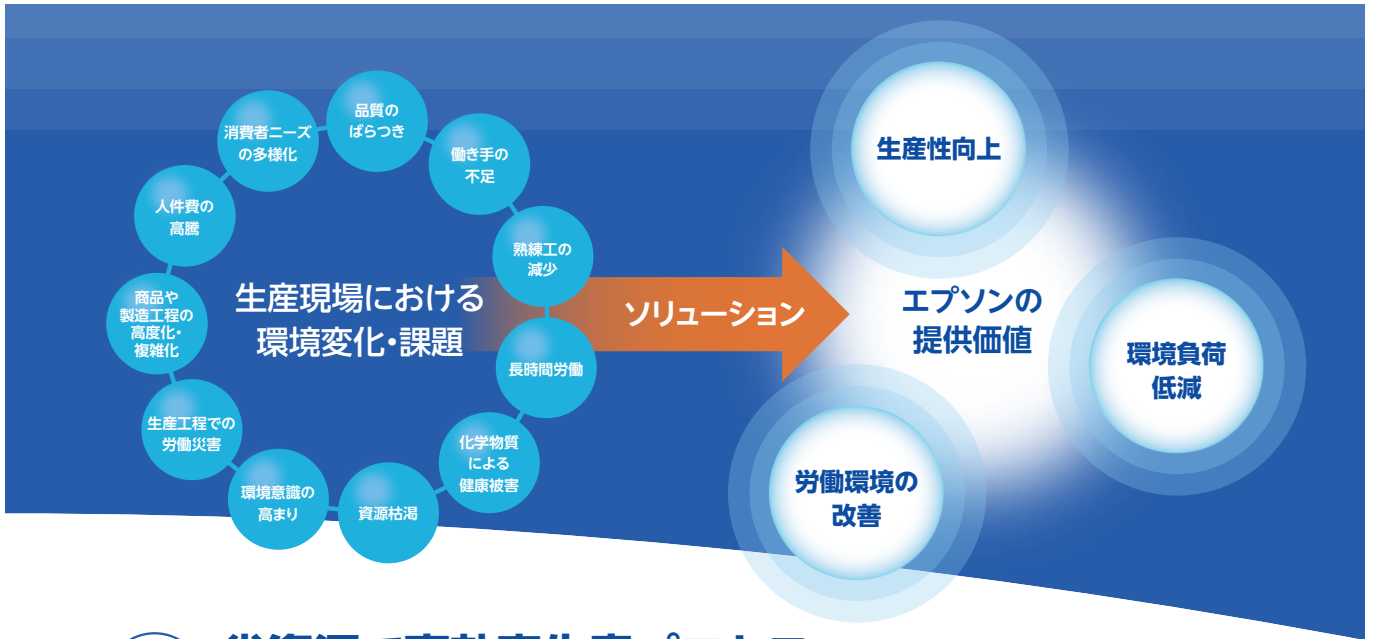 品質の
ばらつき
消費者ニーズ
の多様化
働き手の
不足
人件費の
高騰
熟練工の
減少
商品や
製造工程の
高度化・
複雑化
長時間労働
生産工程での
労働災害
化学物質
による
健康被害
環境意識の
高まり
資源枯渇
生産現場における
環境変化・課題
ソリューション
エプソンの
提供価値
生産性向上
環境負荷
低減
労働環境の
改善